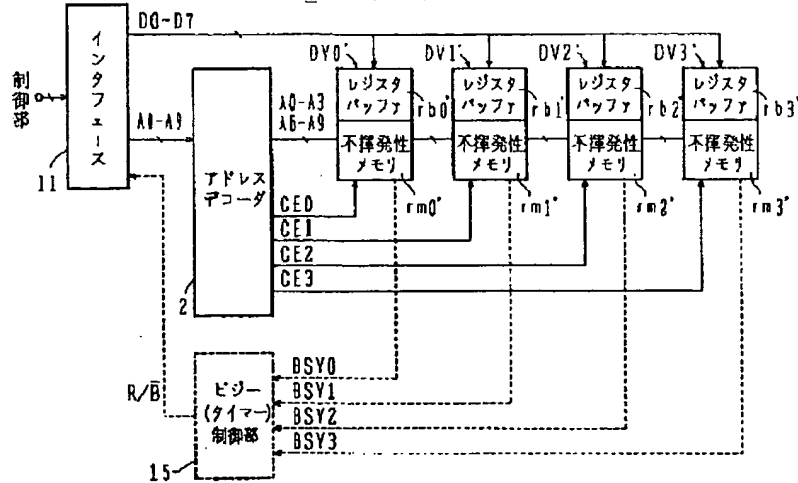 D0~D7
インタフェース
制御部
A0~A9
11
アドレスデコーダ
2
A0-A3
A6-A9
CE0
CE1
CE2
CE3
DV0'
レジスタ
バッファ
rb0'
不揮発性
メモリ
rm0'
DV1'
レジスタ
バッファ
rb1'
不揮発性
メモリ
rm1'
DV2'
レジスタ
バッファ
rb2'
不揮発性
メモリ
rm2'
DV3'
レジスタ
バッファ
rb3'
不揮発性
メモリ
rm3'
R/B̅
ビジー
(タイマー)
制御部
15
BSY0
BSY1
BSY2
BSY3